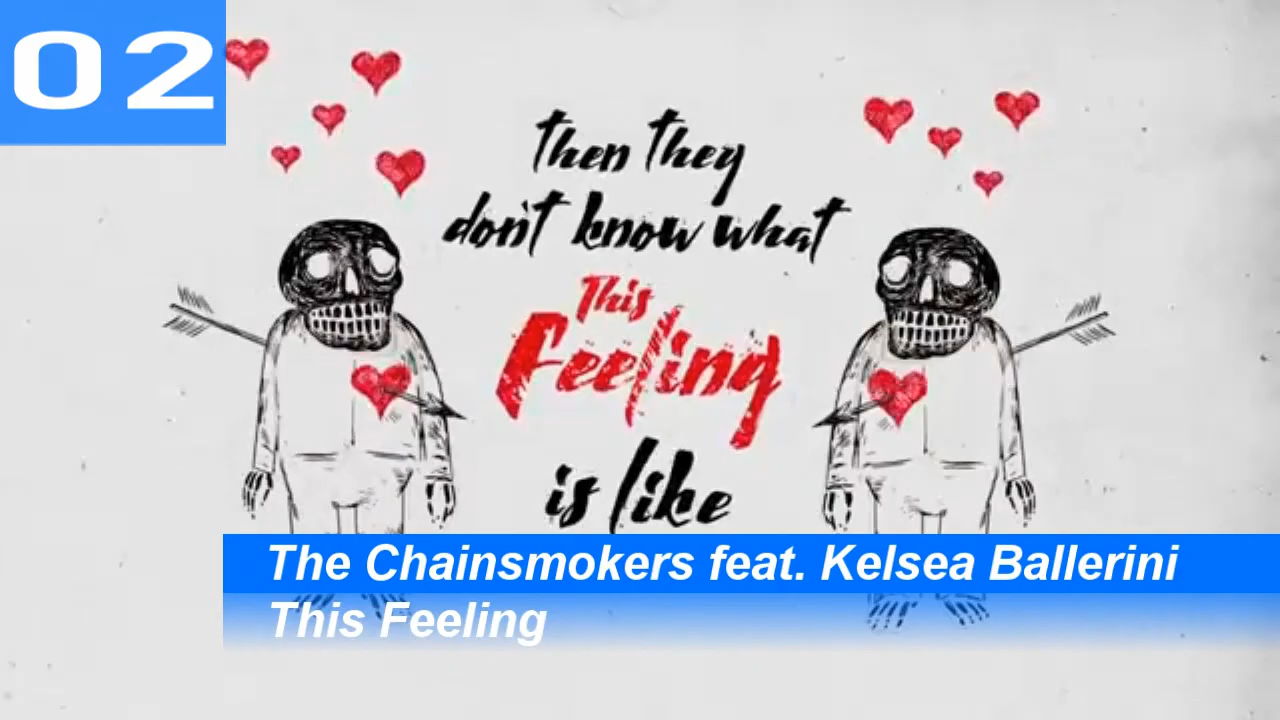 02
then they
don't know what
This
Feeling
is like
The Chainsmokers feat. Kelsea Ballerini
This Feeling